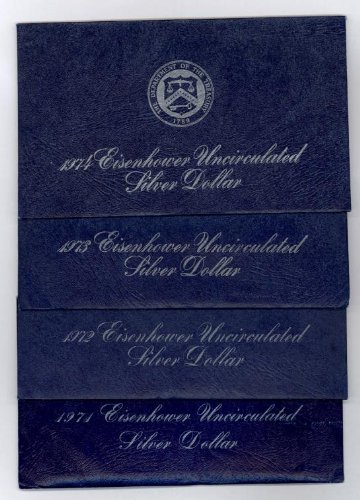 THE DEPARTMENT OF THE TREASURY
1789
1974 Eisenhower Uncirculated
Silver Dollar
1973 Eisenhower Uncirculated
Silver Dollar
1972 Eisenhower Uncirculated
Silver Dollar
1971 Eisenhower Uncirculated
Silver Dollar